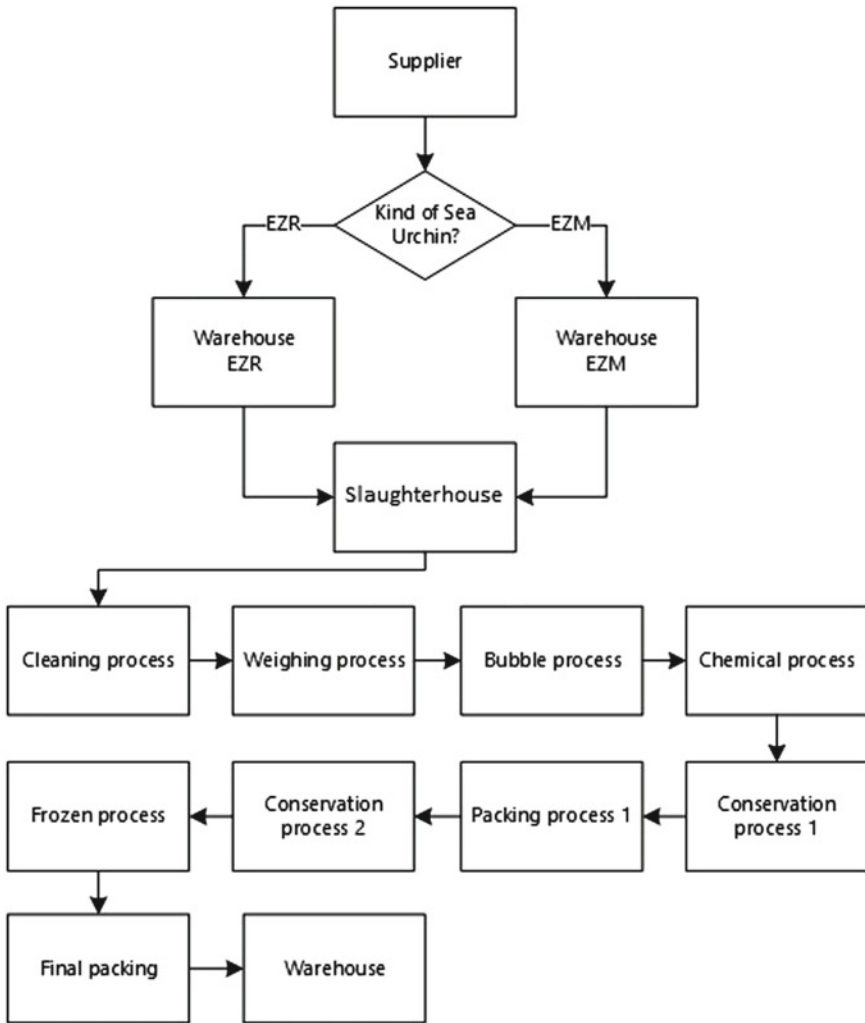 Supplier
Kind of Sea
Urchin?
EZR
EZM
Warehouse
EZR
Warehouse
EZM
Slaughterhouse
Cleaning process
Weighing process
Bubble process
Chemical process
Frozen process
Conservation
process 2
Packing process 1
Conservation
process 1
Final packing
Warehouse